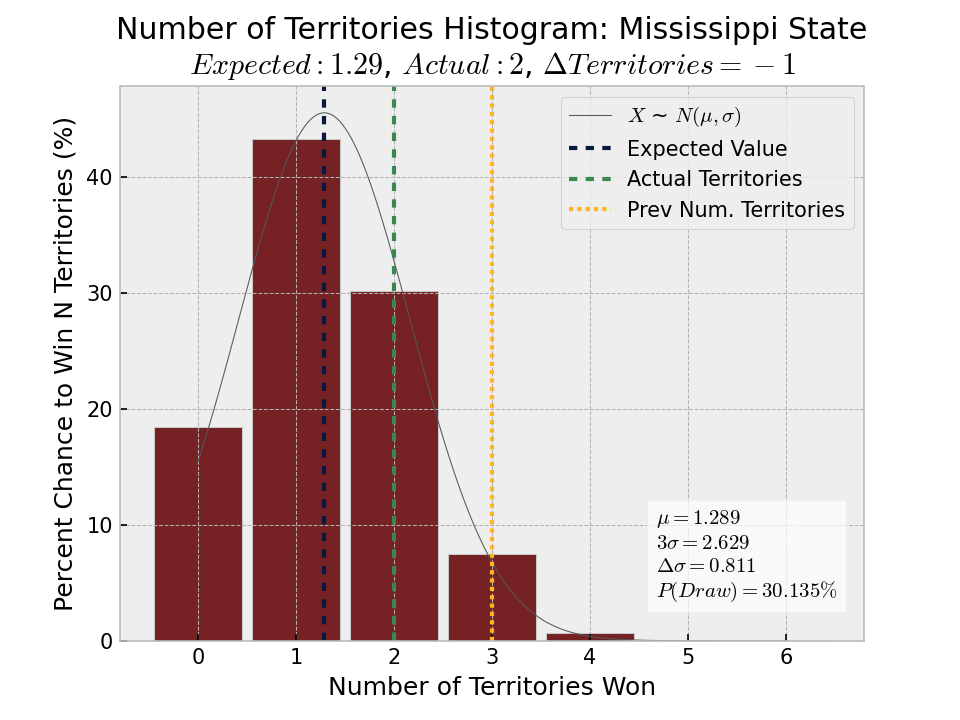 Number of Territories Histogram: Mississippi State
Expected : 1.29, Actual : 2, ΔTerritories = −1
X ∼ N(μ, σ)
Expected Value
Actual Territories
Prev Num. Territories
Percent Chance to Win N Territories (%)
40
30
20
10
0
μ = 1.289
3σ = 2.629
Δσ = 0.811
P(Draw) = 30.135%
0 1 2 3 4 5 6
Number of Territories Won